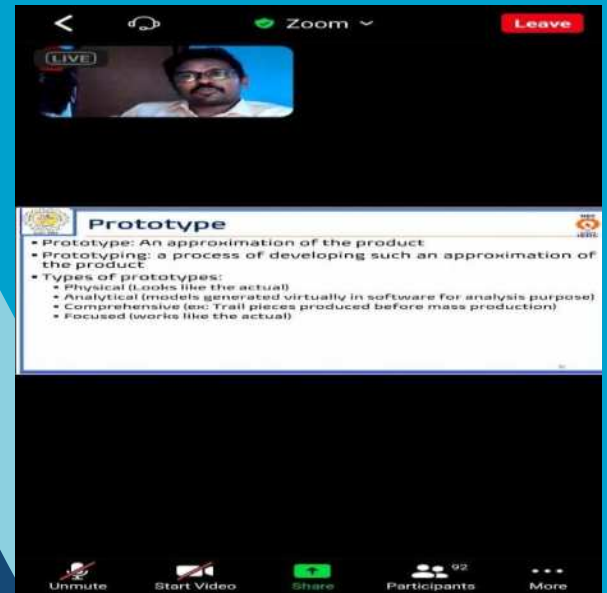 Zoom
Leave
LIVE
Prototype
• Prototype: An approximation of the product
• Prototyping: a process of developing such an approximation of
the product
• Types of prototypes:
• Physical (Looks like the actual)
• Analytical (models generated virtually in software for analysis purpose)
• Comprehensive (ex: Trail pieces produced before mass production)
• Focused (works like the actual)
92
Unmute
Start Video
Share
Participants
More